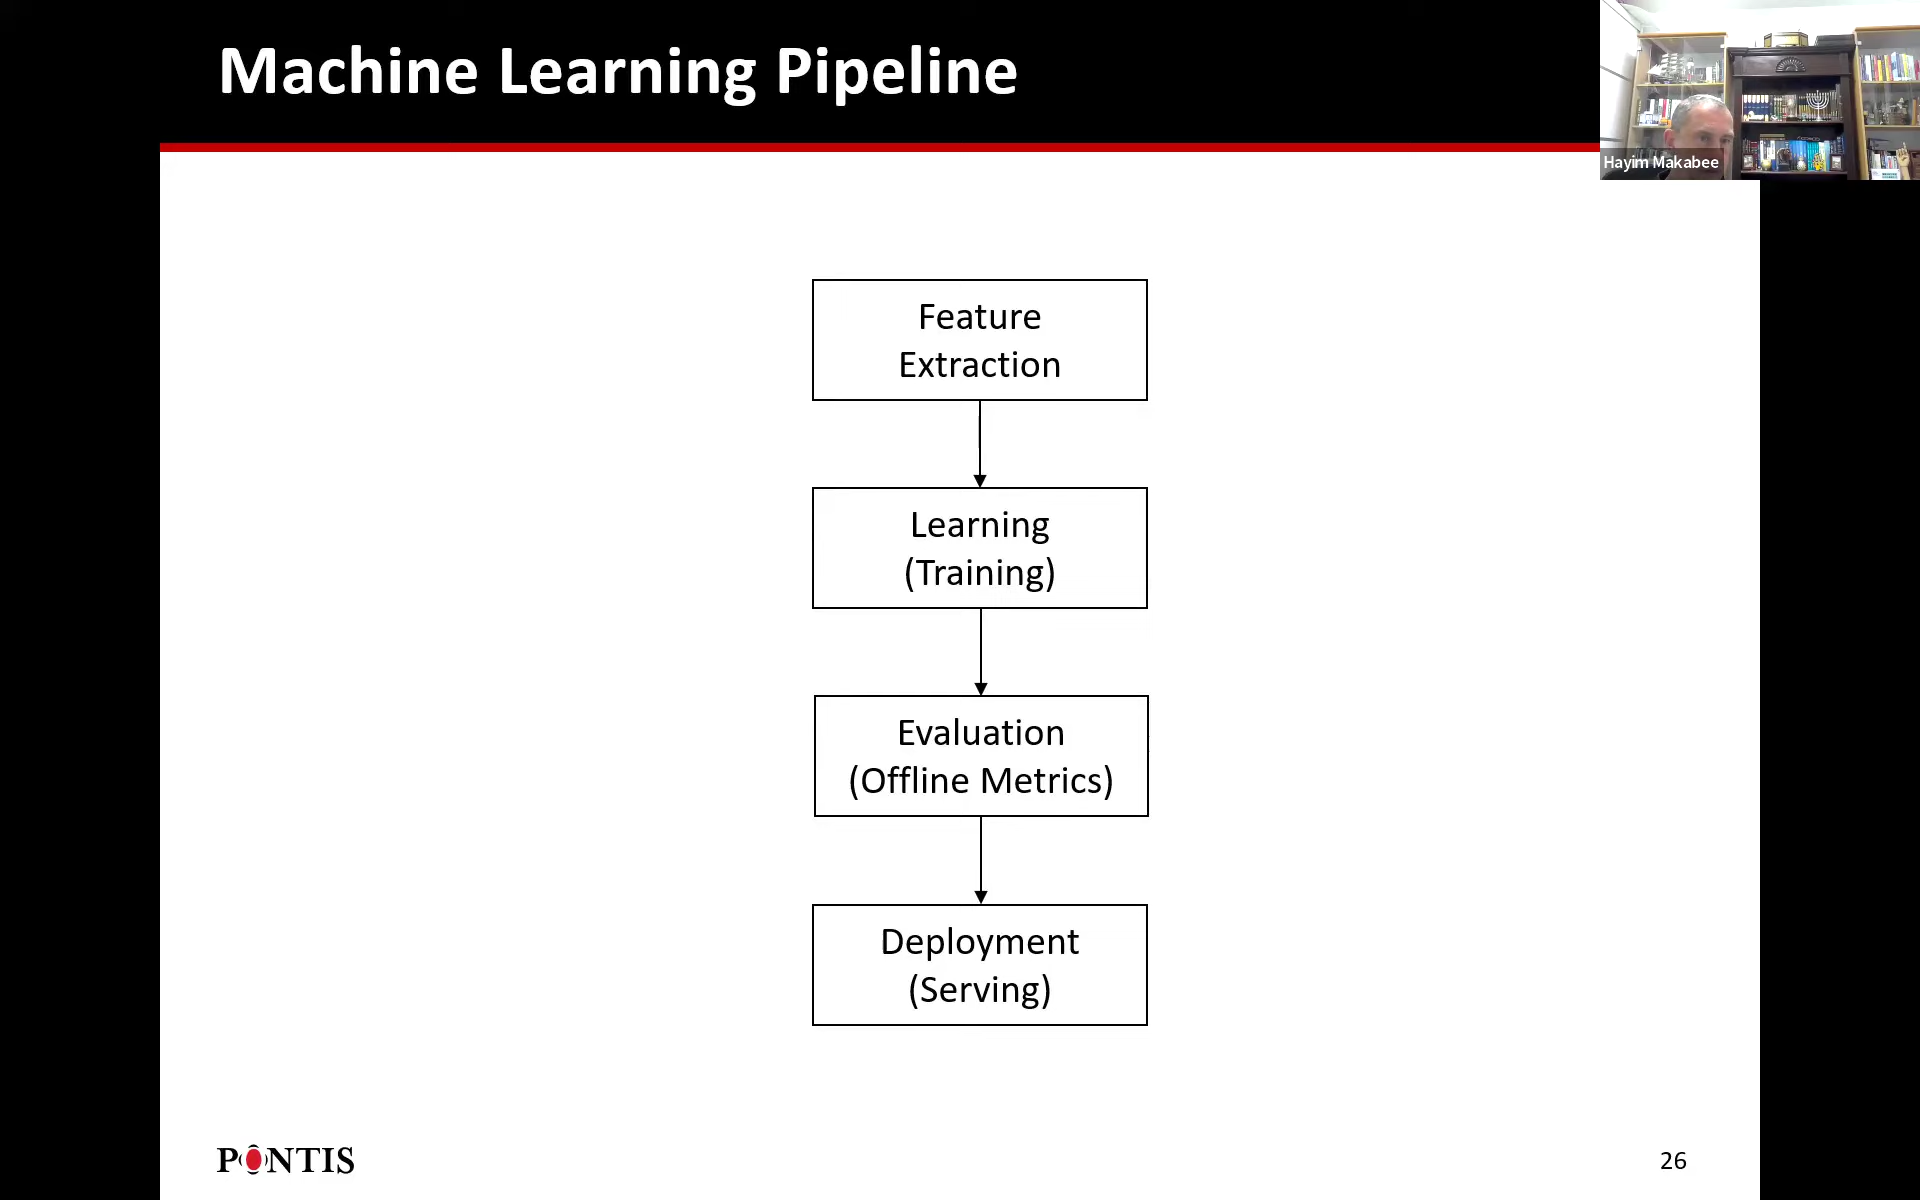 Machine Learning Pipeline
Hayim Makabee
Feature
Extraction
Learning
(Training)
Evaluation
(Offline Metrics)
Deployment
(Serving)
PONTIS
26